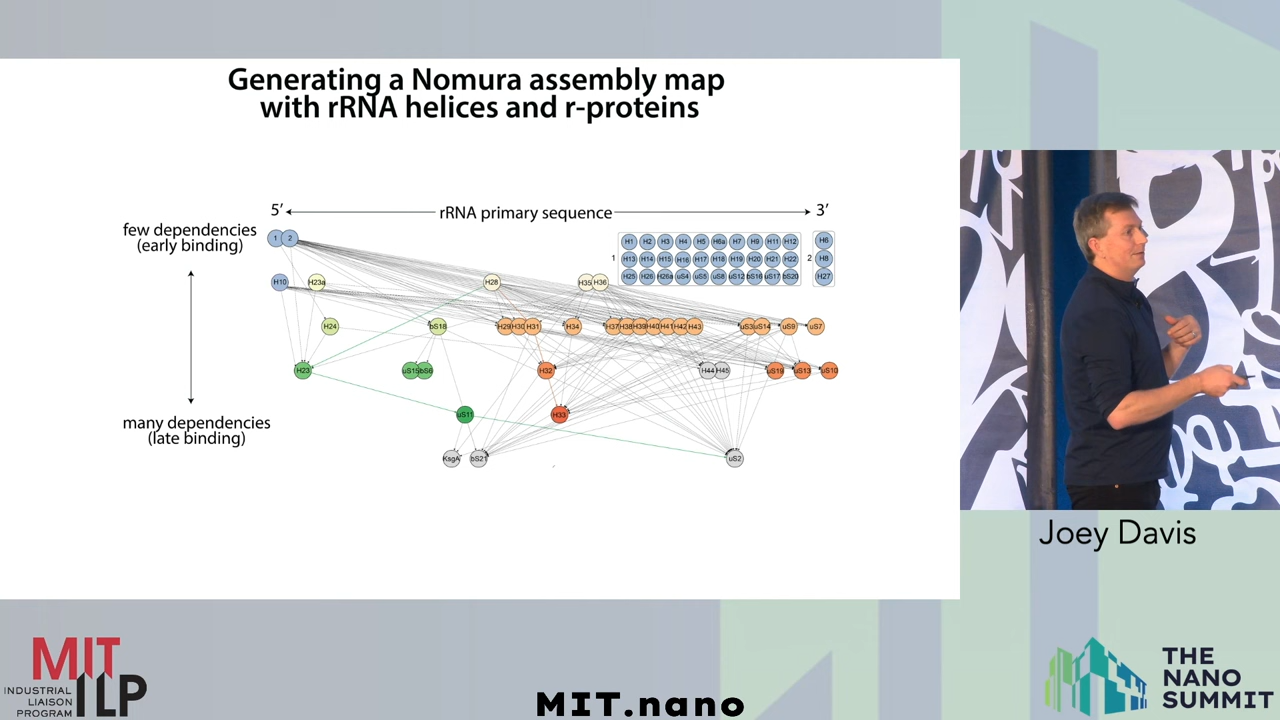 Generating a Nomura assembly map
with rRNA helices and r-proteins
5’ rRNA primary sequence 3’
few dependencies
(early binding)
many dependencies
(late binding)
1 2
1 H1 H2 H3 H4 H5 H6a H7 H9 H11 H12
H13 H14 H15 H16 H17 H18 H19 H20 H21 H22
H25 H26 H26a uS4 uS5 uS8 uS12 bS16 uS17 bS20
2 H6
H8
H27
H10 H23a H28 H35 H36
H24 bS18 H29 H30 H31 H34 H37 H38 H39 H40 H41 H42 H43 uS3 uS14 uS9 uS7
H23 uS15 bS6 H32 H44 H45 uS19 uS13 uS10
uS11 H33
KsgA bS21 uS2
Joey Davis
MIT
ILP
INDUSTRIAL
LIAISON
PROGRAM
MIT.nano
THE
NANO
SUMMIT